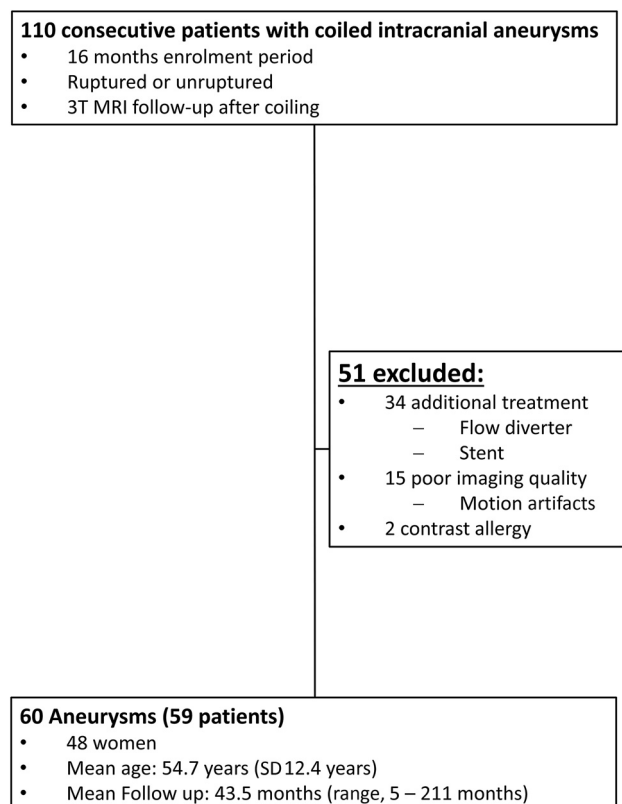 110 consecutive patients with coiled intracranial aneurysms
• 16 months enrolment period
• Ruptured or unruptured
• 3T MRI follow-up after coiling
51 excluded:
• 34 additional treatment
– Flow diverter
– Stent
• 15 poor imaging quality
– Motion artifacts
• 2 contrast allergy
60 Aneurysms (59 patients)
• 48 women
• Mean age: 54.7 years (SD 12.4 years)
• Mean Follow up: 43.5 months (range, 5 – 211 months)